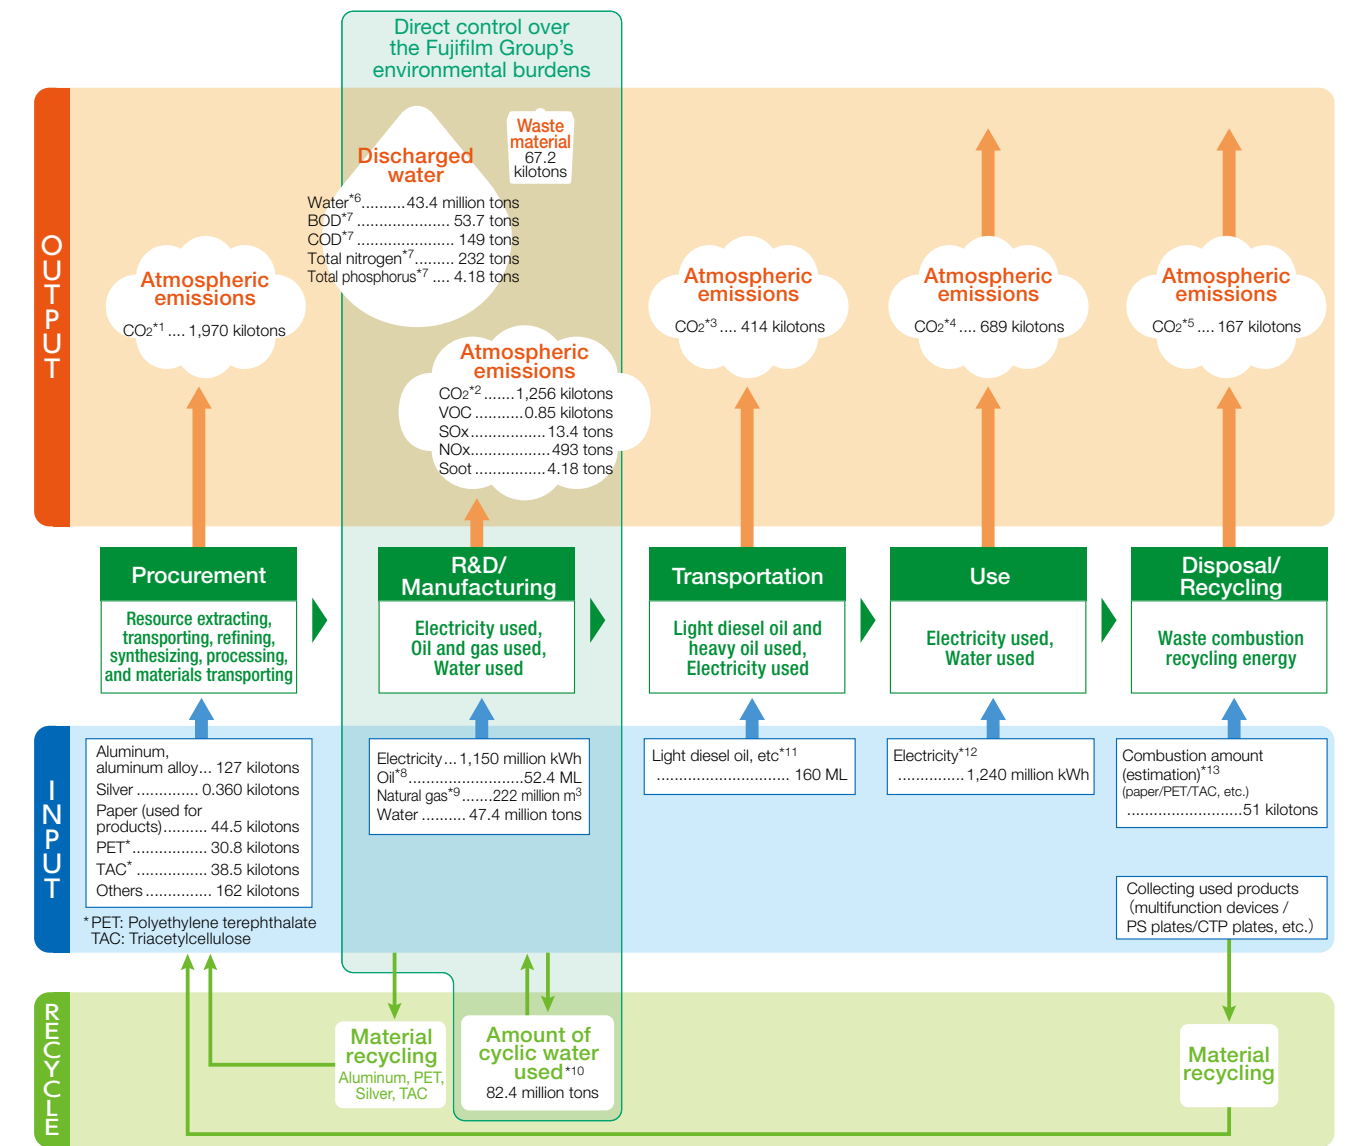 Direct control over
the Fujifilm Group's
environmental burdens
OUTPUT
Atmospheric
emissions
CO2*1 .... 1,970 kilotons
Discharged
water
Water*6..........43.4 million tons
BOD*7 ..................... 53.7 tons
COD*7 ...................... 149 tons
Total nitrogen*7......... 232 tons
Total phosphorus*7 .... 4.18 tons
Waste
material
67.2
kilotons
Atmospheric
emissions
CO2*2 .......1,256 kilotons
VOC ...........0.85 kilotons
SOx................. 13.4 tons
NOx..................493 tons
Soot ................4.18 tons
Atmospheric
emissions
CO2*3 .... 414 kilotons
Atmospheric
emissions
CO2*4 .... 689 kilotons
Atmospheric
emissions
CO2*5 .... 167 kilotons
Procurement
Resource extracting,
transporting, refining,
synthesizing, processing,
and materials transporting
R&D/
Manufacturing
Electricity used,
Oil and gas used,
Water used
Transportation
Light diesel oil and
heavy oil used,
Electricity used
Use
Electricity used,
Water used
Disposal/
Recycling
Waste combustion
recycling energy
INPUT
Aluminum,
aluminum alloy... 127 kilotons
Silver .............. 0.360 kilotons
Paper (used for
products).......... 44.5 kilotons
PET* ................. 30.8 kilotons
TAC* ................ 38.5 kilotons
Others ............... 162 kilotons
*PET: Polyethylene terephthalate
TAC: Triacetylcellulose
Electricity... 1,150 million kWh
Oil*8 .........................52.4 ML
Natural gas*9 .......222 million m3
Water .......... 47.4 million tons
Light diesel oil, etc*11
.............................. 160 ML
Electricity*12
............... 1,240 million kWh
Combustion amount
(estimation)*13
(paper/PET/TAC, etc.)
..........................51 kilotons
Collecting used products
(multifunction devices /
PS plates/CTP plates, etc.)
RECYCLE
Material
recycling
Aluminum, PET,
Silver, TAC
Amount of
cyclic water
used*10
82.4 million tons
Material
recycling